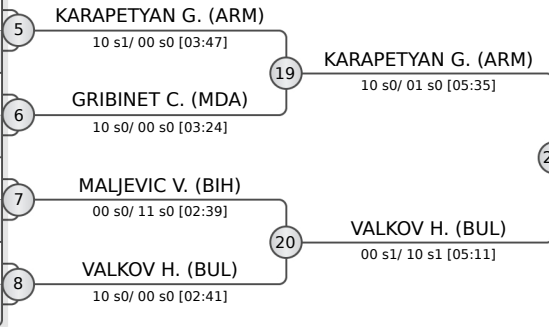 KARAPETYAN G. (ARM)
5
10 s1/ 00 s0 [03:47]
19
KARAPETYAN G. (ARM)
10 s0/ 01 s0 [05:35]
GRIBINET C. (MDA)
6
10 s0/ 00 s0 [03:24]
MALJEVIC V. (BIH)
7
00 s0/ 11 s0 [02:39]
20
VALKOV H. (BUL)
00 s1/ 10 s1 [05:11]
VALKOV H. (BUL)
8
10 s0/ 00 s0 [02:41]